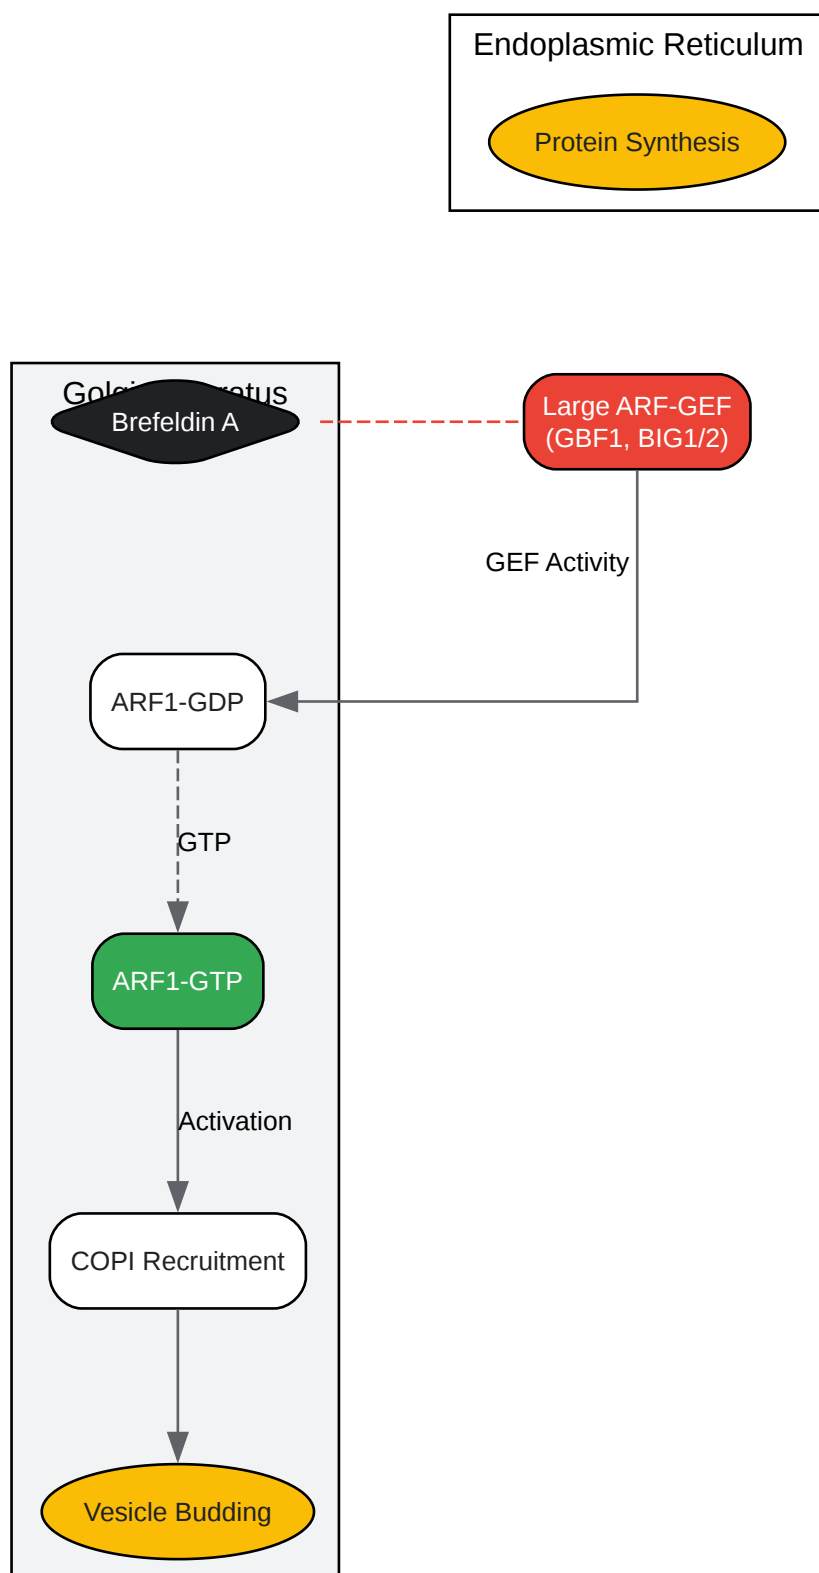 Endoplasmic Reticulum
Protein Synthesis
Brefeldin A
Large ARF-GEF
(GBF1, BIG1/2)
GEF Activity
ARF1-GDP
GTP
ARF1-GTP
Activation
COPI Recruitment
Vesicle Budding